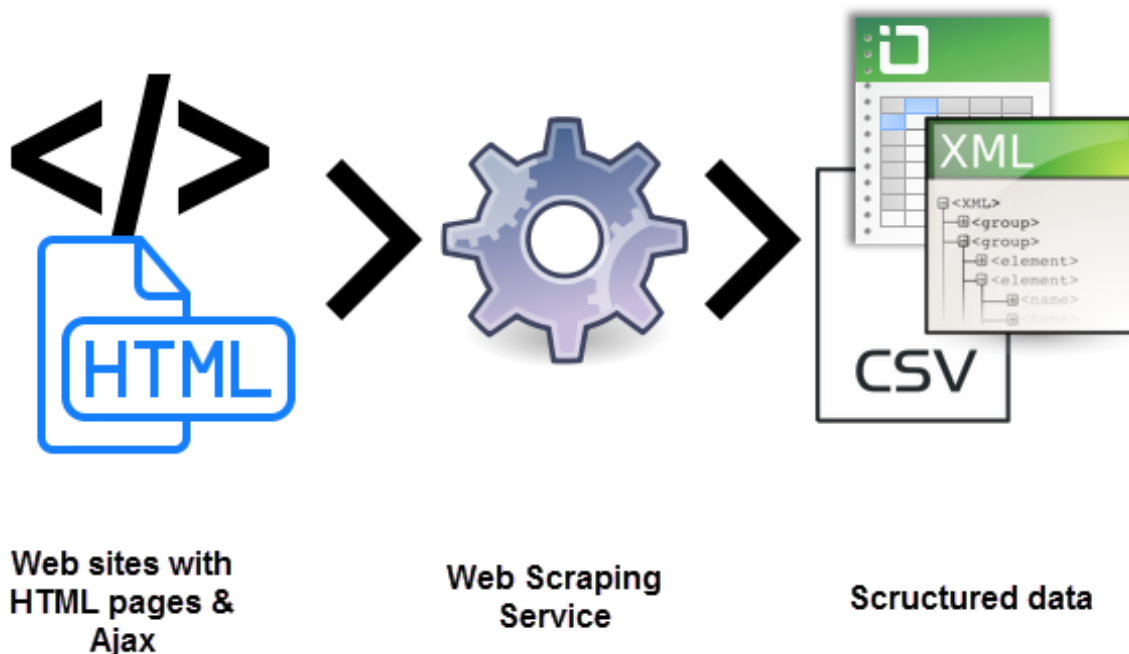 </>
HTML
XML
<XML>
<group>
<group>
<element>
<element>
<name>
<type>
CSV
Web sites with
HTML pages &
Ajax
Web Scraping
Service
Scructured data